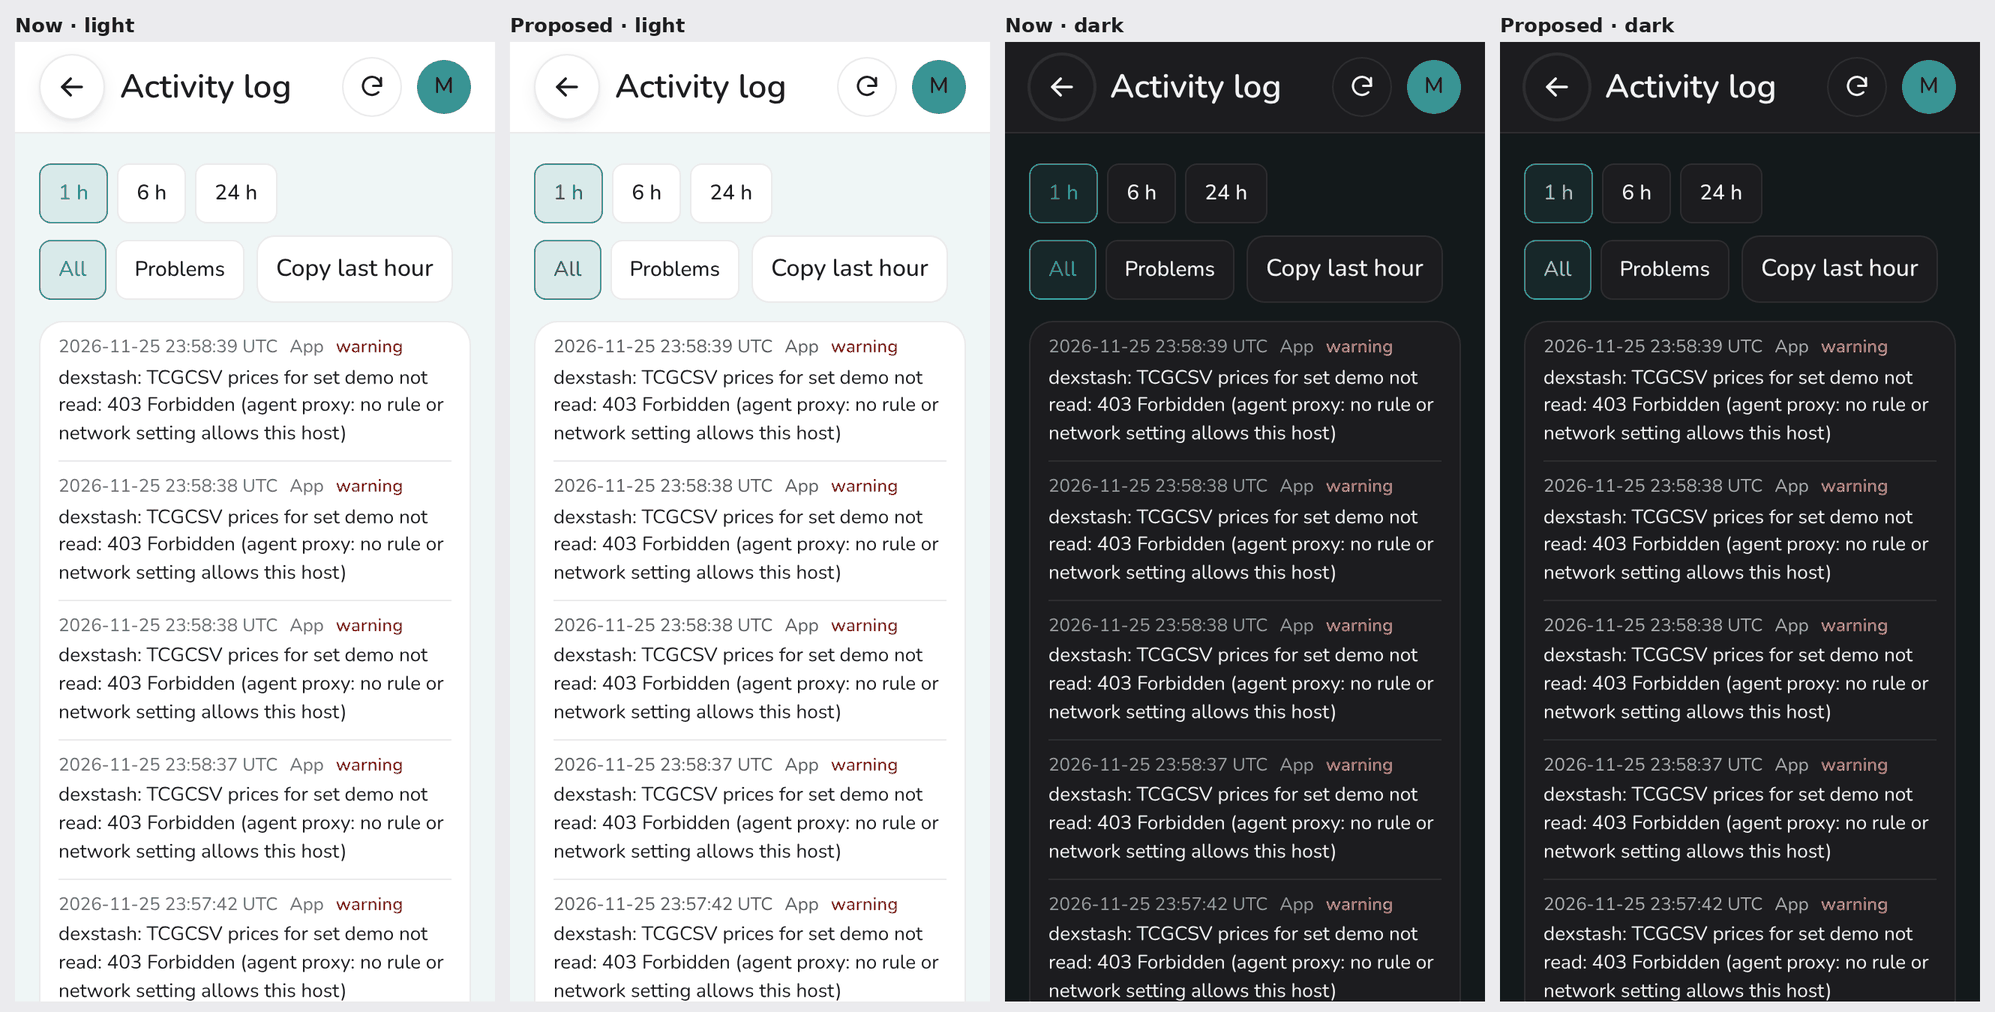 Now · light
Activity log
M
1 h
6 h
24 h
All
Problems
Copy last hour
2026-11-25 23:58:39 UTC App warning
dexstash: TCGCSV prices for set demo not
read: 403 Forbidden (agent proxy: no rule or
network setting allows this host)
2026-11-25 23:58:38 UTC App warning
dexstash: TCGCSV prices for set demo not
read: 403 Forbidden (agent proxy: no rule or
network setting allows this host)
2026-11-25 23:58:38 UTC App warning
dexstash: TCGCSV prices for set demo not
read: 403 Forbidden (agent proxy: no rule or
network setting allows this host)
2026-11-25 23:58:37 UTC App warning
dexstash: TCGCSV prices for set demo not
read: 403 Forbidden (agent proxy: no rule or
network setting allows this host)
2026-11-25 23:57:42 UTC App warning
dexstash: TCGCSV prices for set demo not
read: 403 Forbidden (agent proxy: no rule or
network setting allows this host)
Proposed · light
Activity log
M
1 h
6 h
24 h
All
Problems
Copy last hour
2026-11-25 23:58:39 UTC App warning
dexstash: TCGCSV prices for set demo not
read: 403 Forbidden (agent proxy: no rule or
network setting allows this host)
2026-11-25 23:58:38 UTC App warning
dexstash: TCGCSV prices for set demo not
read: 403 Forbidden (agent proxy: no rule or
network setting allows this host)
2026-11-25 23:58:38 UTC App warning
dexstash: TCGCSV prices for set demo not
read: 403 Forbidden (agent proxy: no rule or
network setting allows this host)
2026-11-25 23:58:37 UTC App warning
dexstash: TCGCSV prices for set demo not
read: 403 Forbidden (agent proxy: no rule or
network setting allows this host)
2026-11-25 23:57:42 UTC App warning
dexstash: TCGCSV prices for set demo not
read: 403 Forbidden (agent proxy: no rule or
network setting allows this host)
Now · dark
Activity log
M
1 h
6 h
24 h
All
Problems
Copy last hour
2026-11-25 23:58:39 UTC App warning
dexstash: TCGCSV prices for set demo not
read: 403 Forbidden (agent proxy: no rule or
network setting allows this host)
2026-11-25 23:58:38 UTC App warning
dexstash: TCGCSV prices for set demo not
read: 403 Forbidden (agent proxy: no rule or
network setting allows this host)
2026-11-25 23:58:38 UTC App warning
dexstash: TCGCSV prices for set demo not
read: 403 Forbidden (agent proxy: no rule or
network setting allows this host)
2026-11-25 23:58:37 UTC App warning
dexstash: TCGCSV prices for set demo not
read: 403 Forbidden (agent proxy: no rule or
network setting allows this host)
2026-11-25 23:57:42 UTC App warning
dexstash: TCGCSV prices for set demo not
read: 403 Forbidden (agent proxy: no rule or
network setting allows this host)
Proposed · dark
Activity log
M
1 h
6 h
24 h
All
Problems
Copy last hour
2026-11-25 23:58:39 UTC App warning
dexstash: TCGCSV prices for set demo not
read: 403 Forbidden (agent proxy: no rule or
network setting allows this host)
2026-11-25 23:58:38 UTC App warning
dexstash: TCGCSV prices for set demo not
read: 403 Forbidden (agent proxy: no rule or
network setting allows this host)
2026-11-25 23:58:38 UTC App warning
dexstash: TCGCSV prices for set demo not
read: 403 Forbidden (agent proxy: no rule or
network setting allows this host)
2026-11-25 23:58:37 UTC App warning
dexstash: TCGCSV prices for set demo not
read: 403 Forbidden (agent proxy: no rule or
network setting allows this host)
2026-11-25 23:57:42 UTC App warning
dexstash: TCGCSV prices for set demo not
read: 403 Forbidden (agent proxy: no rule or
network setting allows this host)